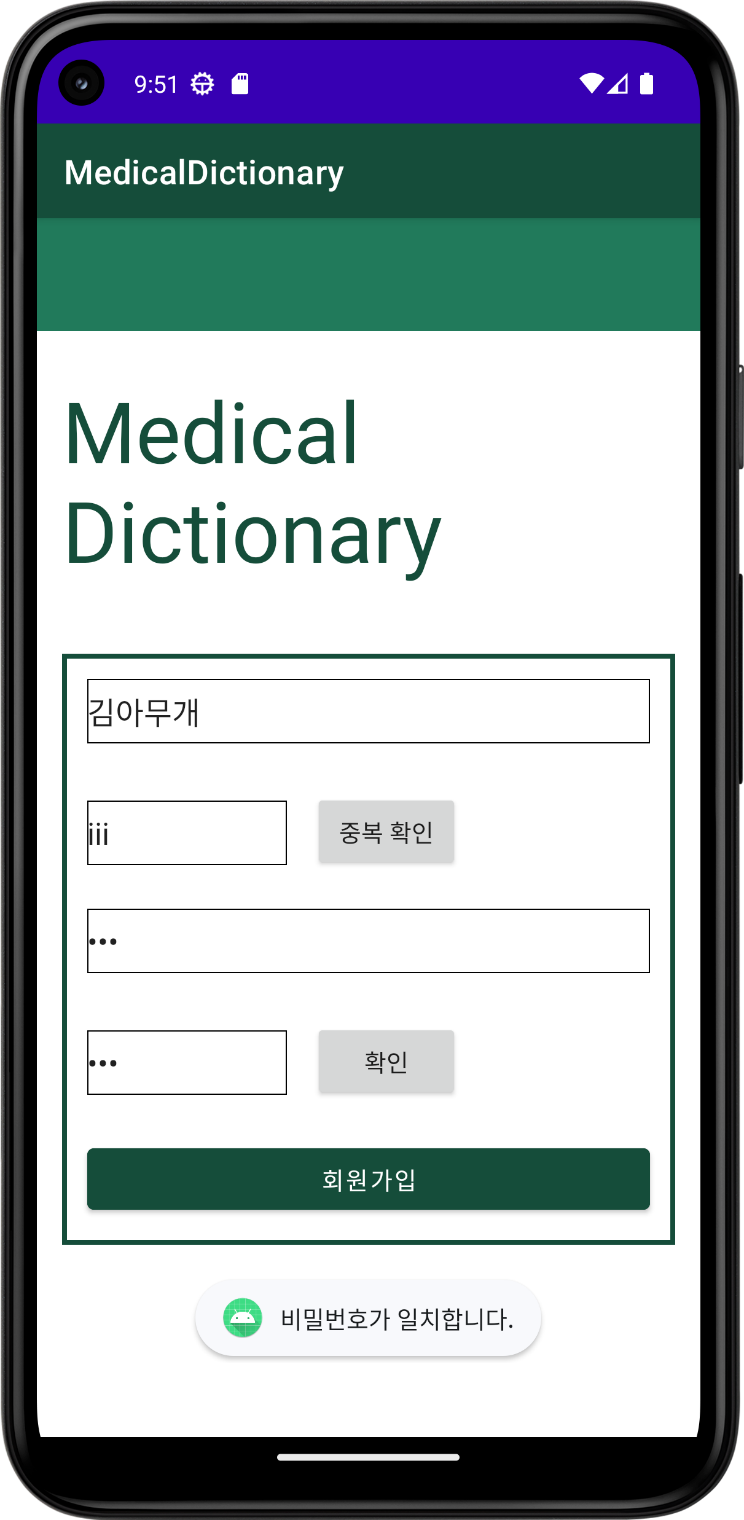 9:51
MedicalDictionary
Medical
Dictionary
김아무개
iii
중복 확인
•••
••• 확인
회원가입
비밀번호가 일치합니다.